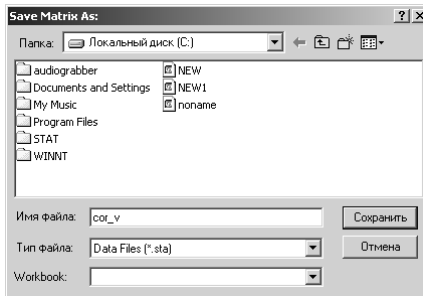 Save Matrix As:
Папка: Локальный диск (C:)
audiograbber
Documents and Settings
My Music
Program Files
STAT
WINNT
NEW
NEW1
noname
Имя файла: cor_v Сохранить
Тип файла: Data Files (*.sta) Отмена
Workbook: